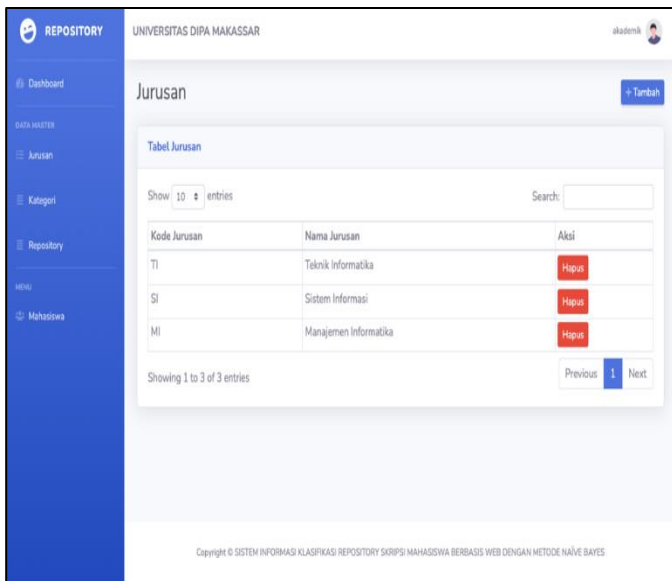 REPOSITORY
UNIVERSITAS DIPA MAKASSAR
akademik
Dashboard
DATA MASTER
Jurusan
Kategori
Repository
MENU
Mahasiswa
Jurusan
+ Tambah
Tabel Jurusan
Show 10 entries
Search:
Kode Jurusan Nama Jurusan Aksi
TI Teknik Informatika Hapus
SI Sistem Informasi Hapus
MI Manajemen Informatika Hapus
Showing 1 to 3 of 3 entries
Previous 1 Next
Copyright © SISTEM INFORMASI KLASIFIKASI REPOSITORY SKRIPSI MAHASISWA BERBASIS WEB DENGAN METODE NAÏVE BAYES